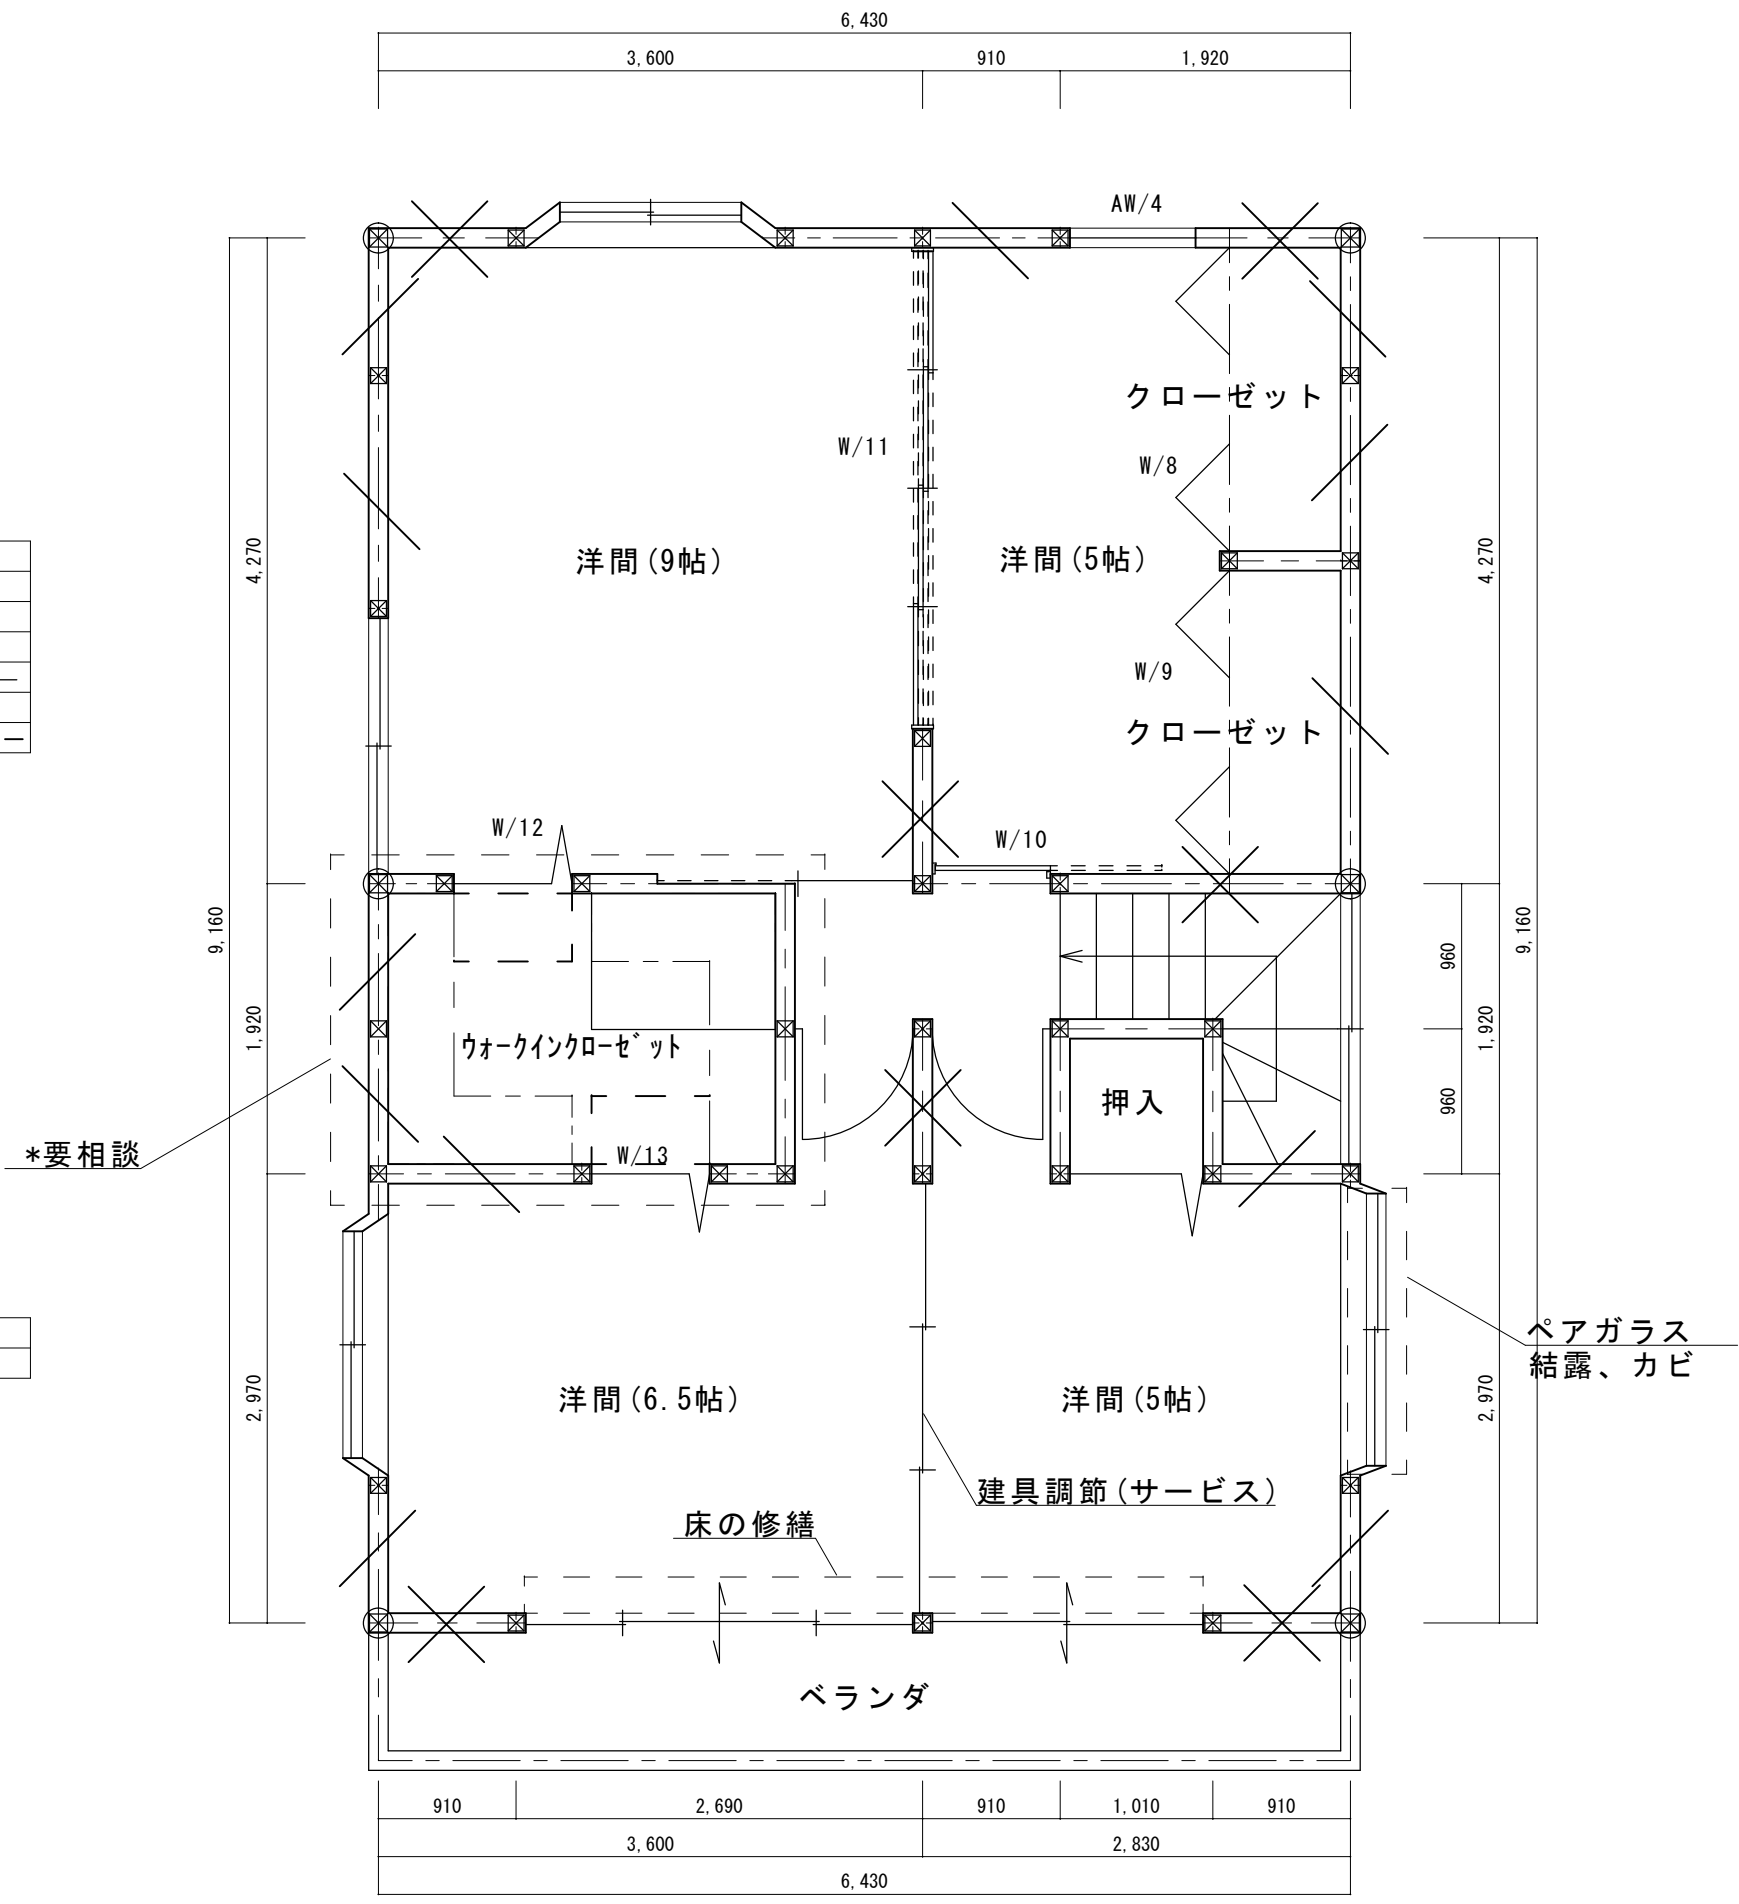 6,430
3,600
910
1,920
AW/4
クローゼット
W/11
W/8
4,270
洋間(9帖)
洋間(5帖)
4,270
W/9
クローゼット
W/12
W/10
9,160
960
9,160
1,920
ウォークインクローゼット
1,920
押入
960
*要相談
W/13
ペアガラス
結露、カビ
2,970
洋間(6.5帖)
洋間(5帖)
2,970
建具調節(サービス)
床の修繕
ベランダ
910
2,690
910
1,010
910
3,600
2,830
6,430